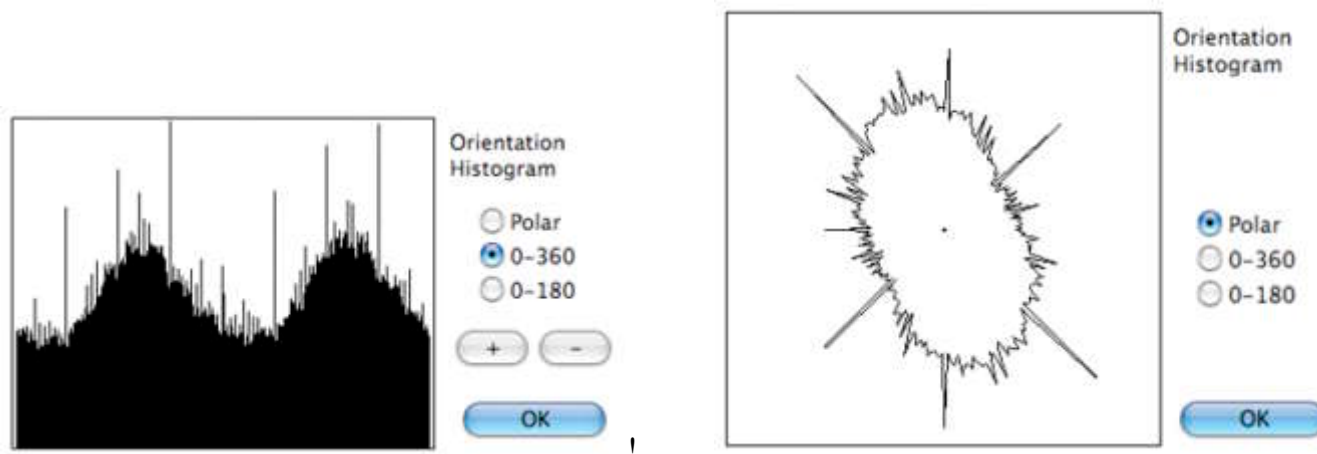 Orientation
Histogram
Polar
0-360
0-180
+
-
OK
Orientation
Histogram
Polar
0-360
0-180
OK